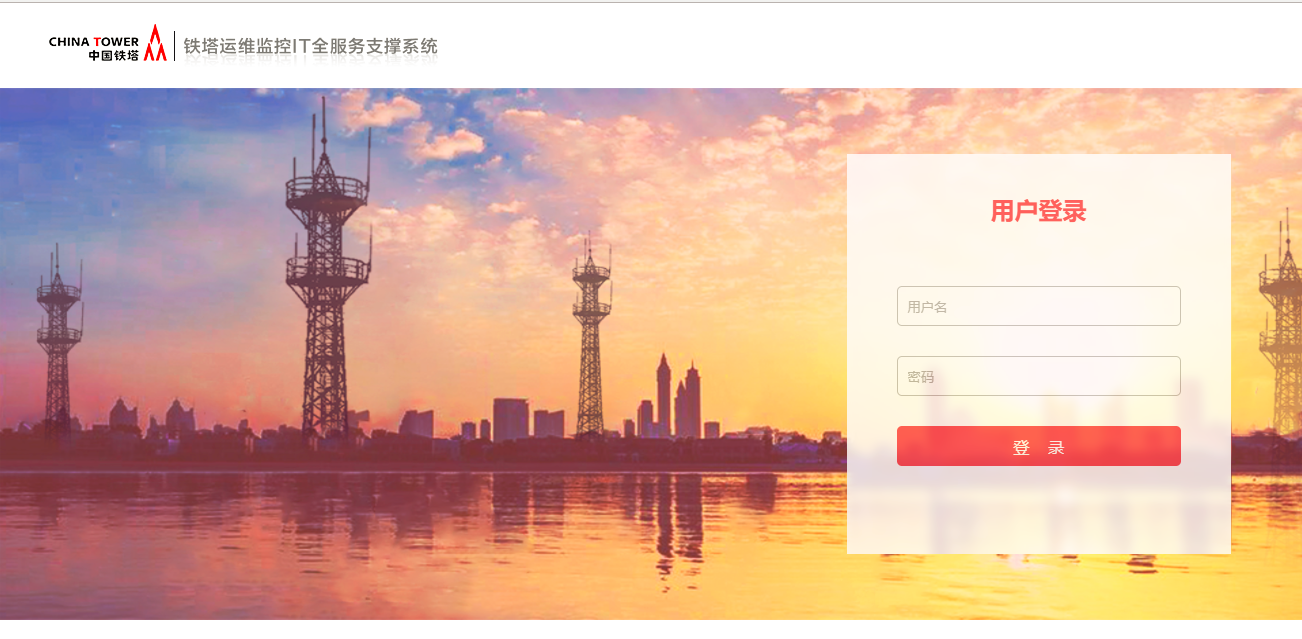 CHINA TOWER
中国铁塔
铁塔运维监控IT全服务支撑系统
用户登录
用户名
密码
登 录